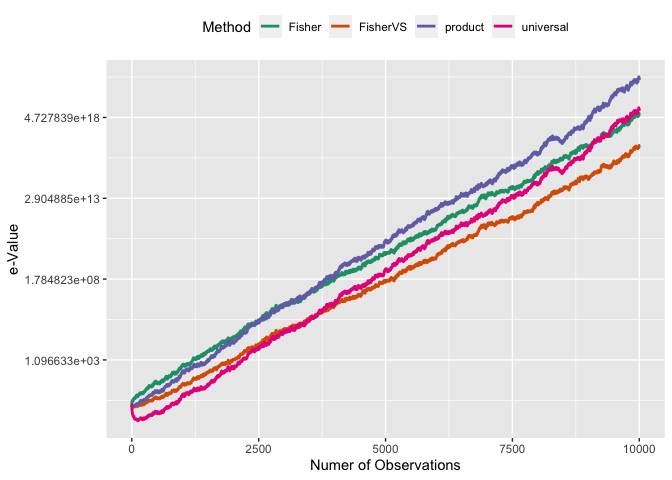 Method Fisher FisherVS product universal
4.727839e+18
2.904885e+13
1.784823e+08
1.096633e+03
e-Value
0 2500 5000 7500 10000
Numer of Observations